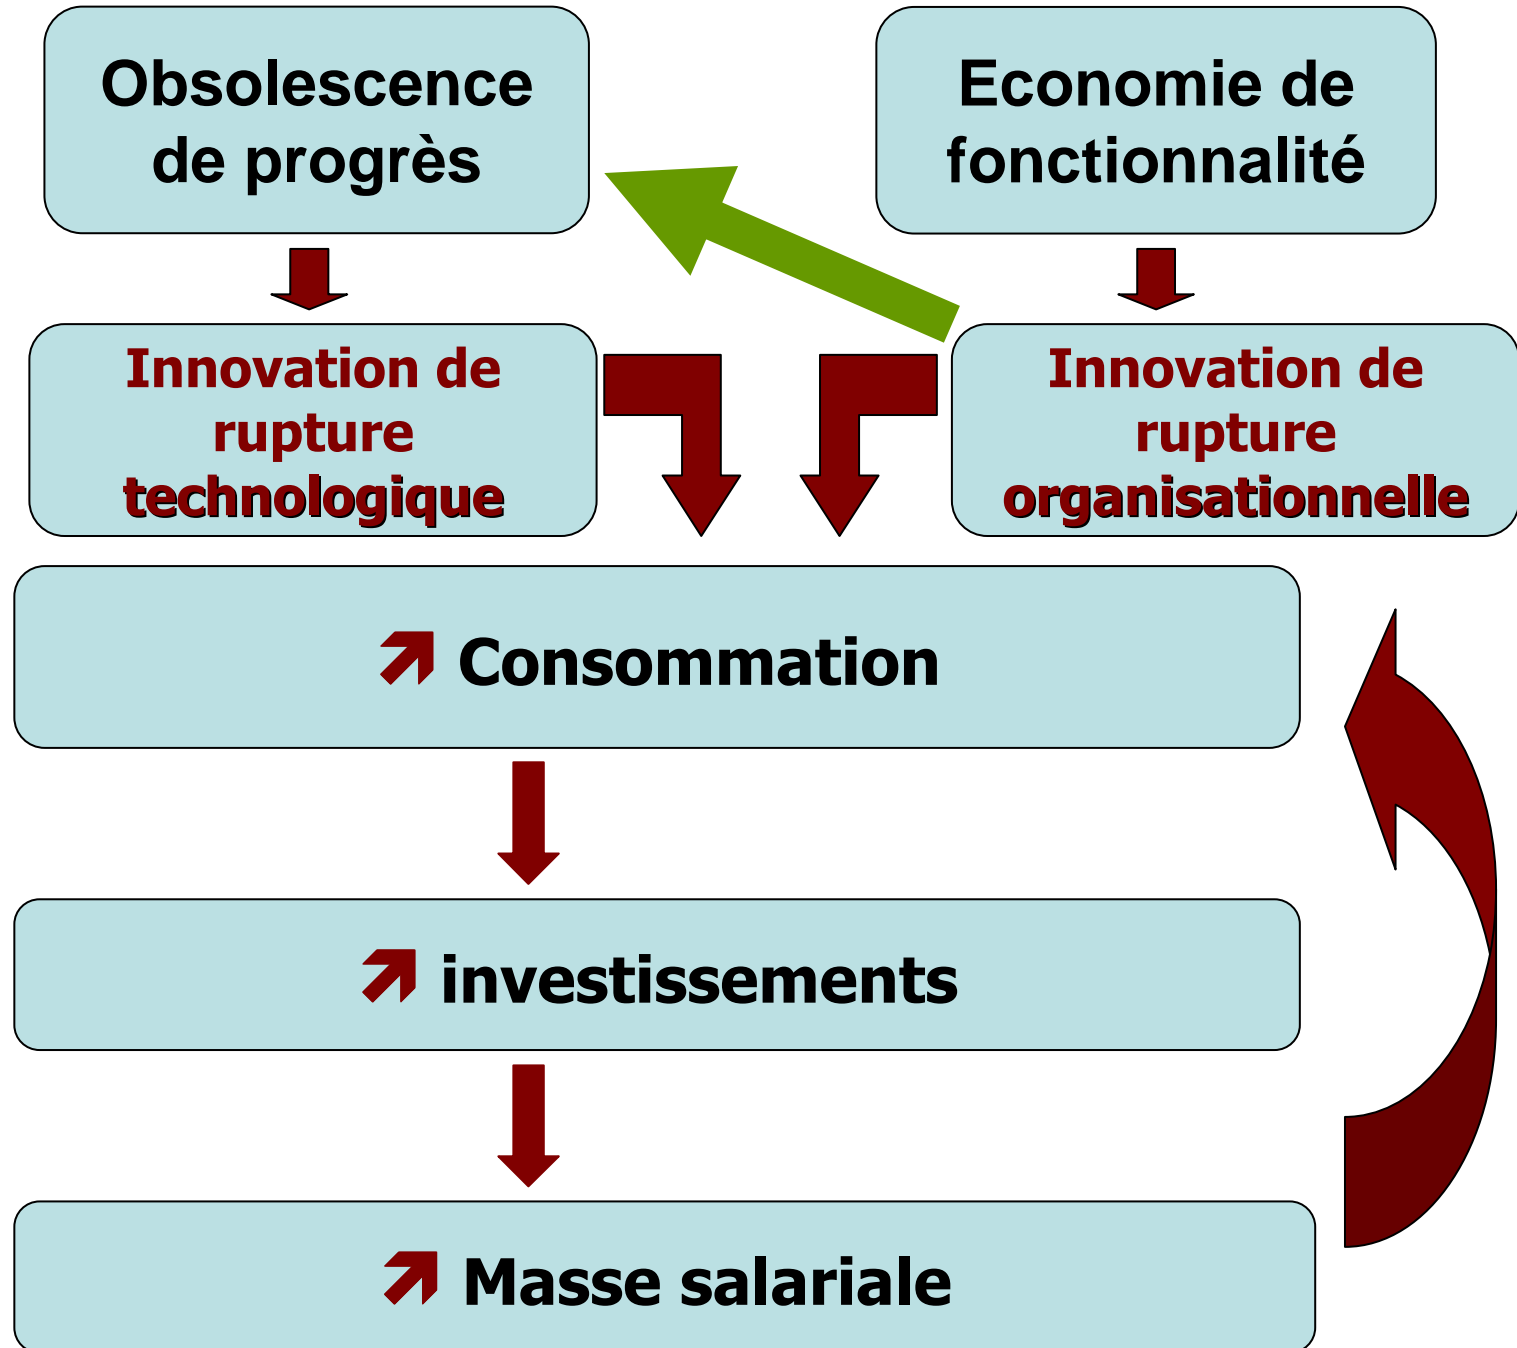 Obsolescence
de progrès
Economie de
fonctionnalité
Innovation de
rupture
technologique
Innovation de
rupture
organisationnelle
Consommation
investissements
Masse salariale